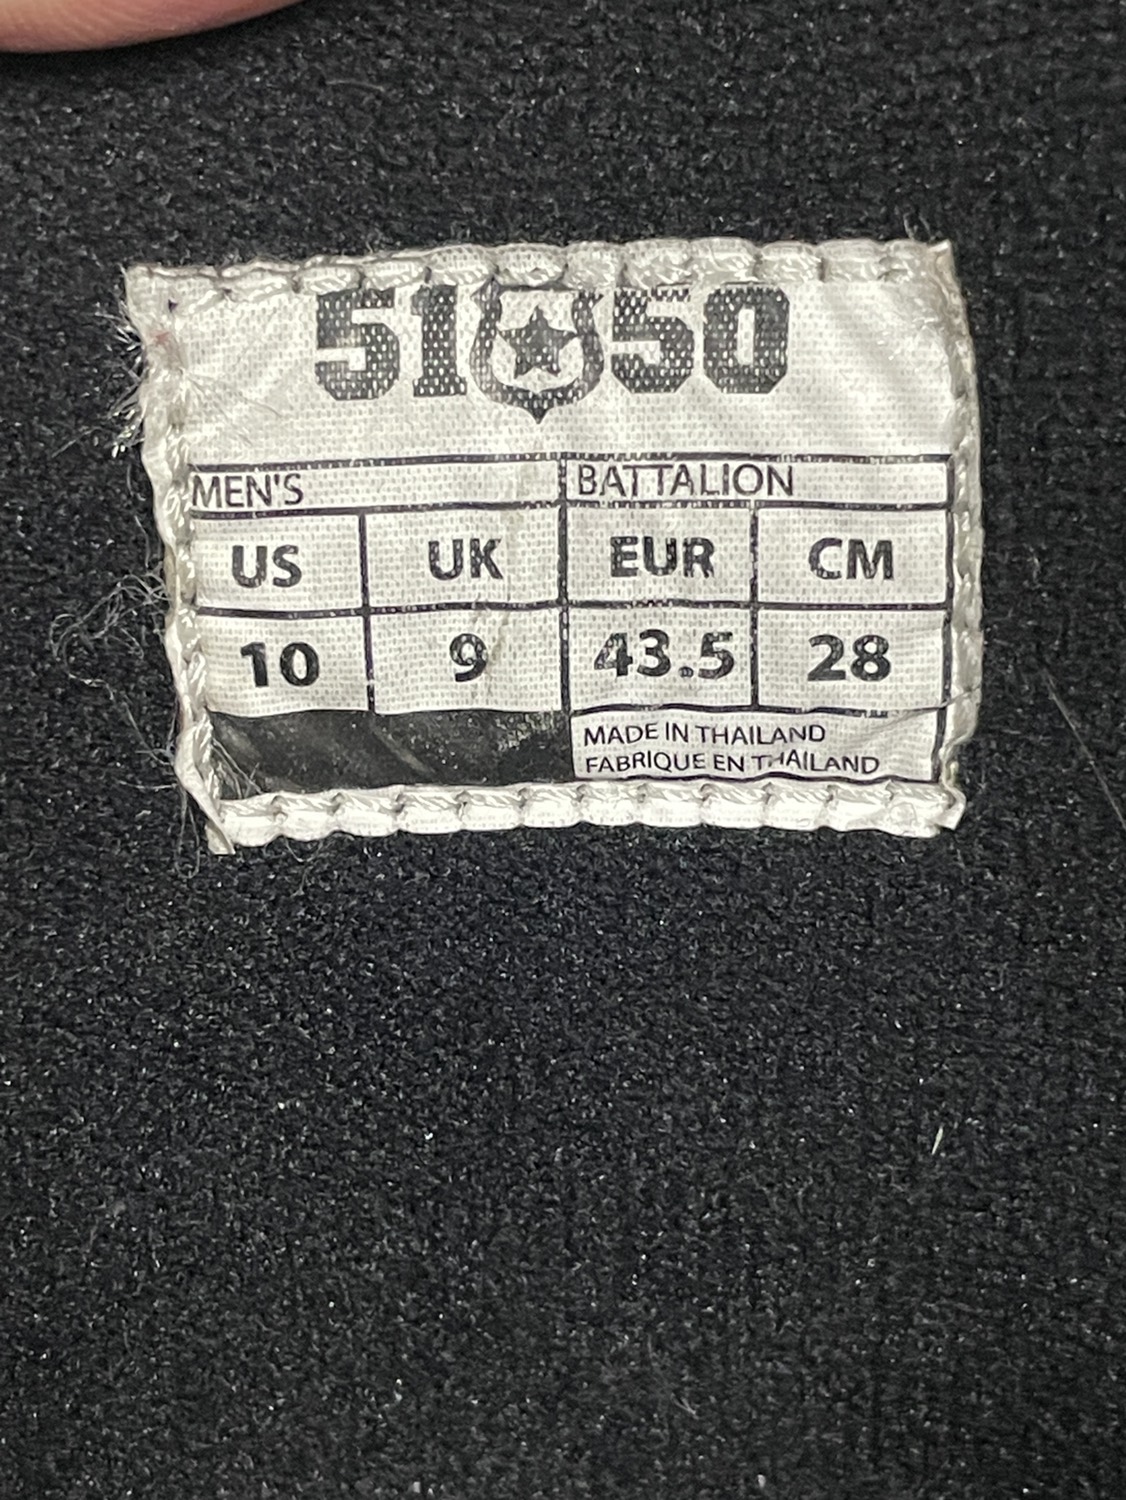 51 50
MEN'S BATTALION
US UK EUR CM
10 9 43.5 28
MADE IN THAILAND
FABRIQUE EN THAILAND